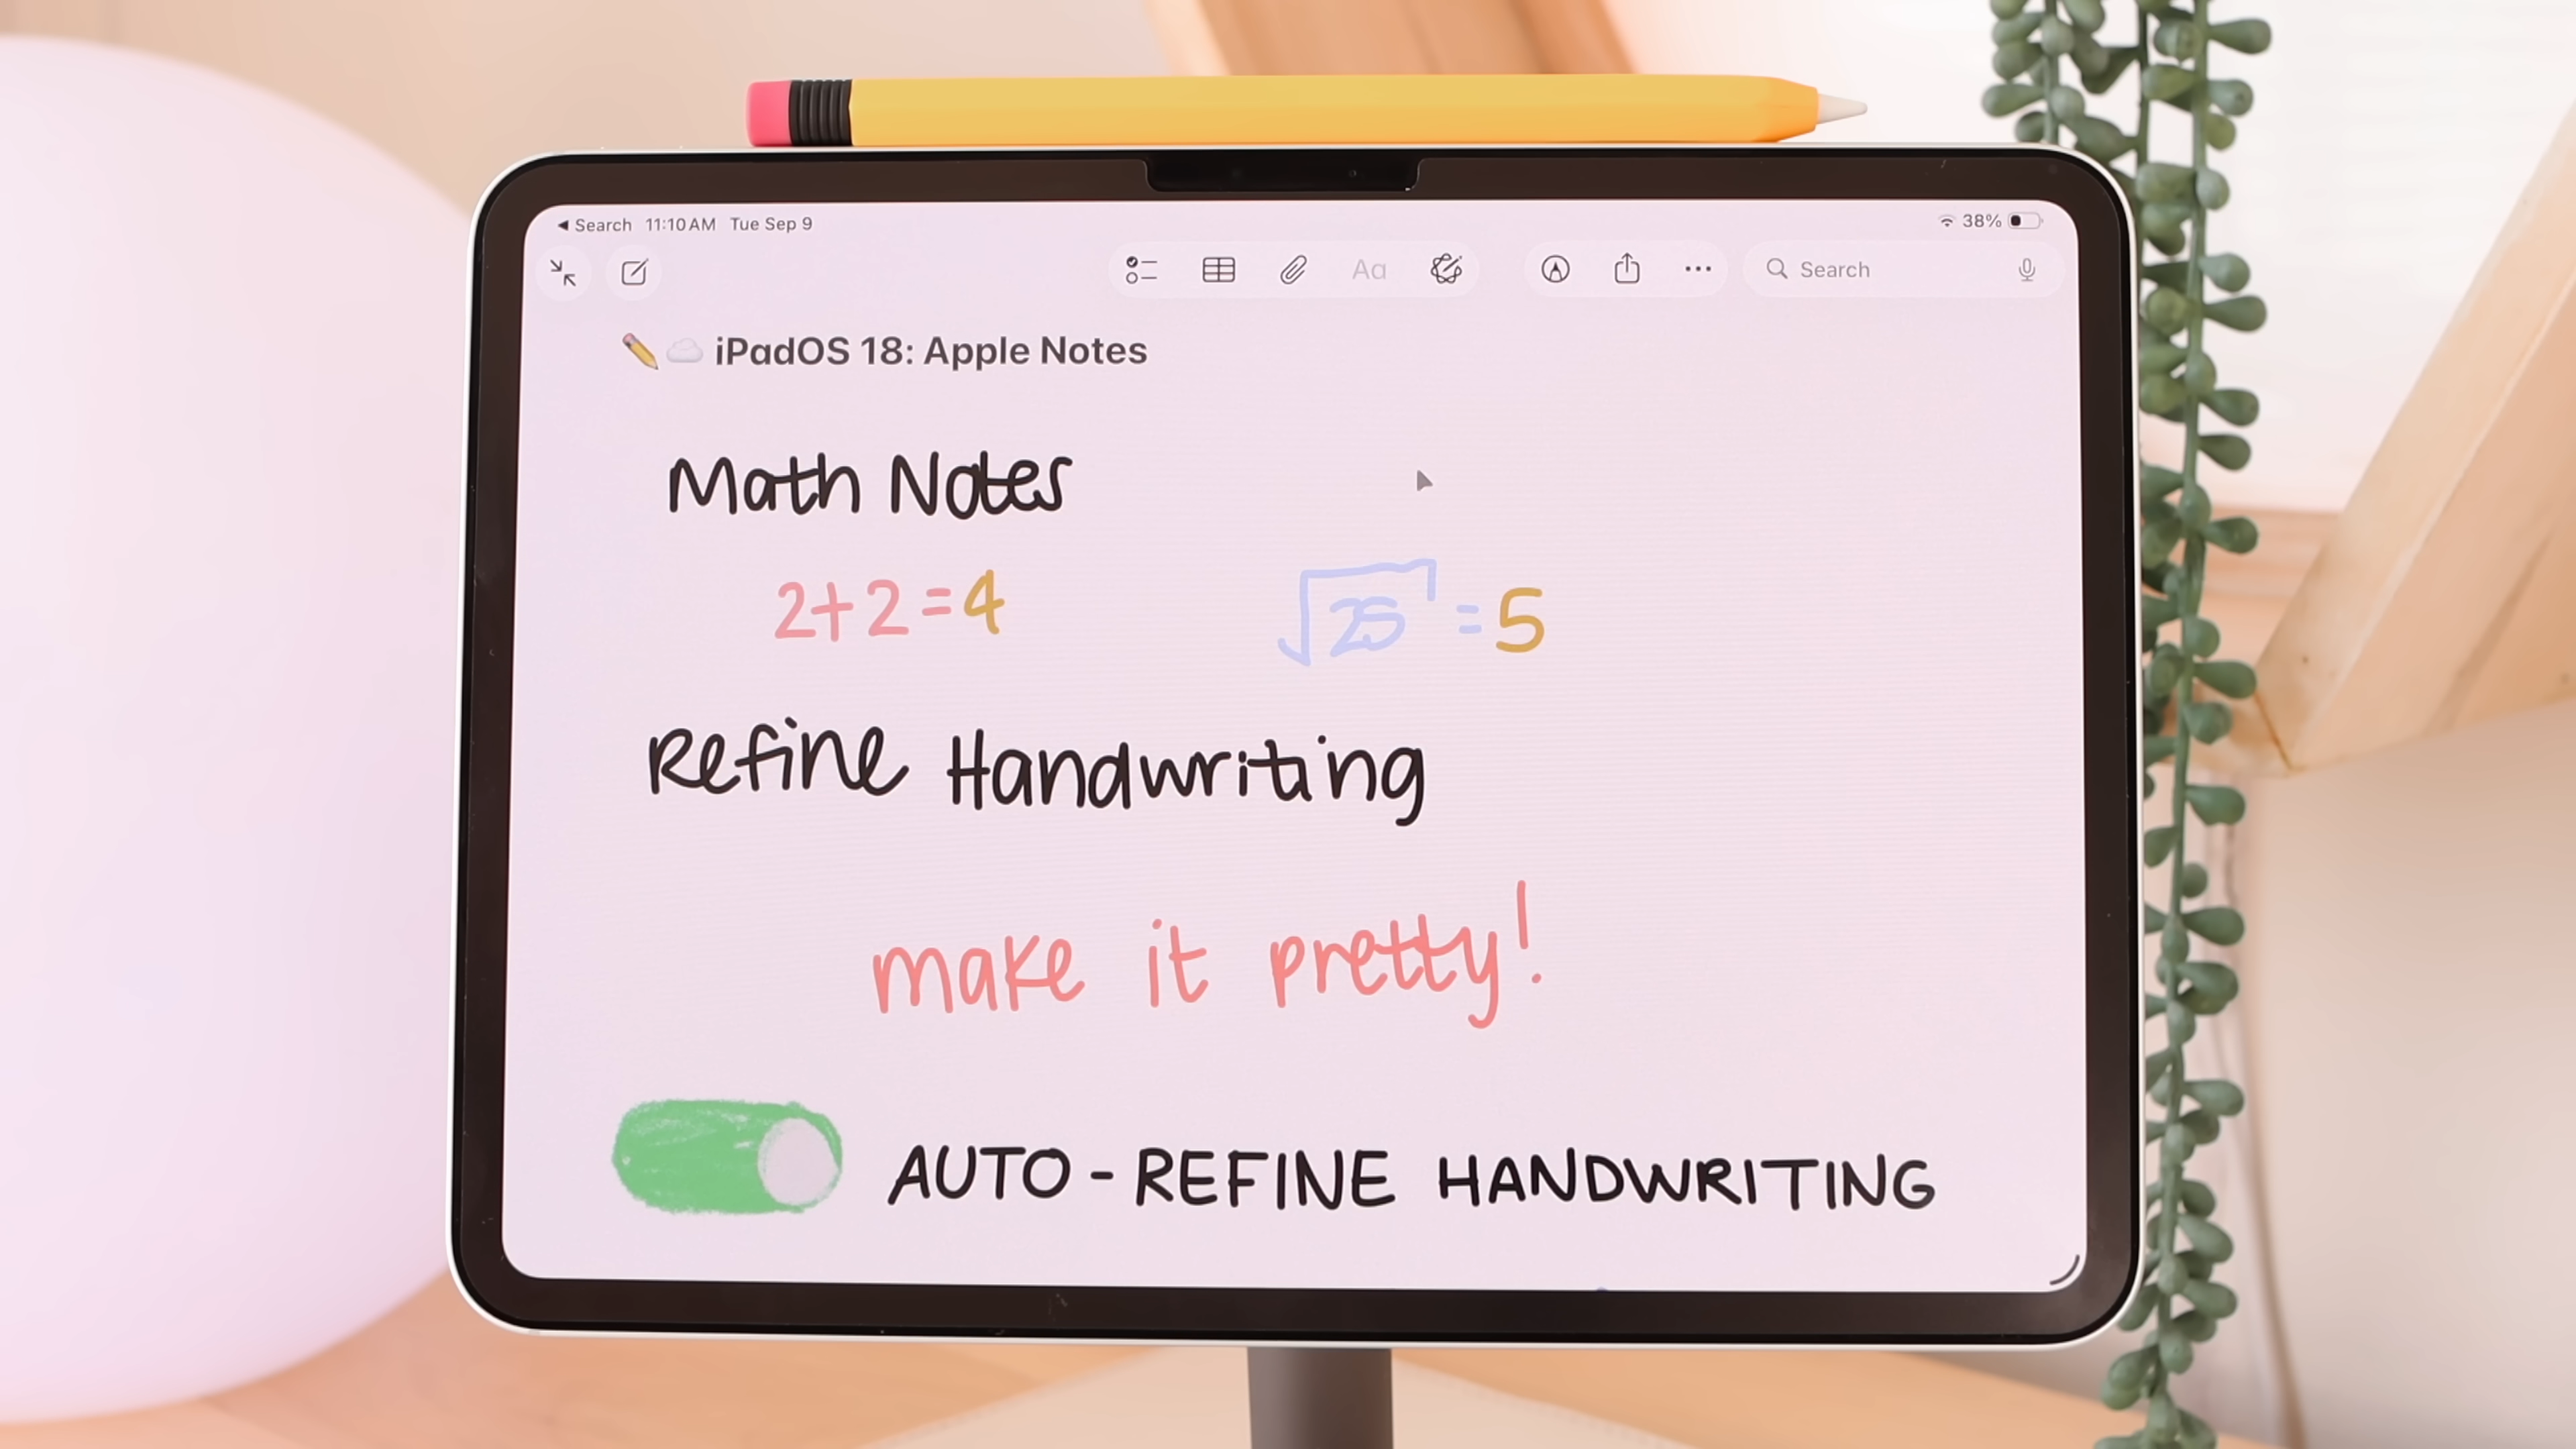 ◀ Search 11:10 AM Tue Sep 9
38%
Aa
Search
✏️☁️ iPadOS 18: Apple Notes
Math Notes
2+2=4
√25 = 5
Refine Handwriting
make it pretty!
AUTO-REFINE HANDWRITING